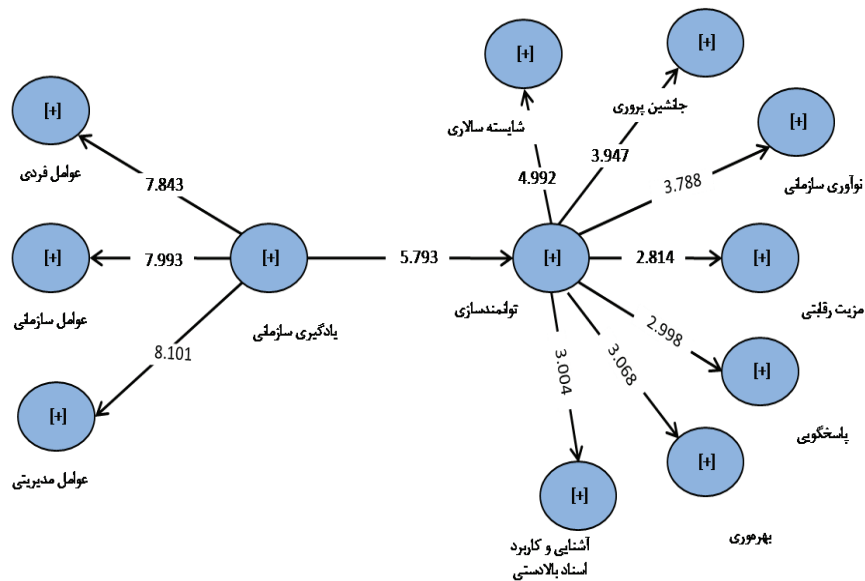 [+]
[+]
جانشین پروری
[+]
شایسته سالاری
3.947
4.992
[+]
نوآوری سازمانی
3.788
[+]
عوامل فردی
7.843
[+]
عوامل سازمانی
7.993
[+]
یادگیری سازمانی
5.793
[+]
توانمندسازی
2.814
[+]
مزیت رقابتی
8.101
[+]
عوامل مدیریتی
2.998
[+]
پاسخگویی
3.068
[+]
بهره‌وری
3.004
[+]
آشنایی و کاربرد
اسناد بالادستی